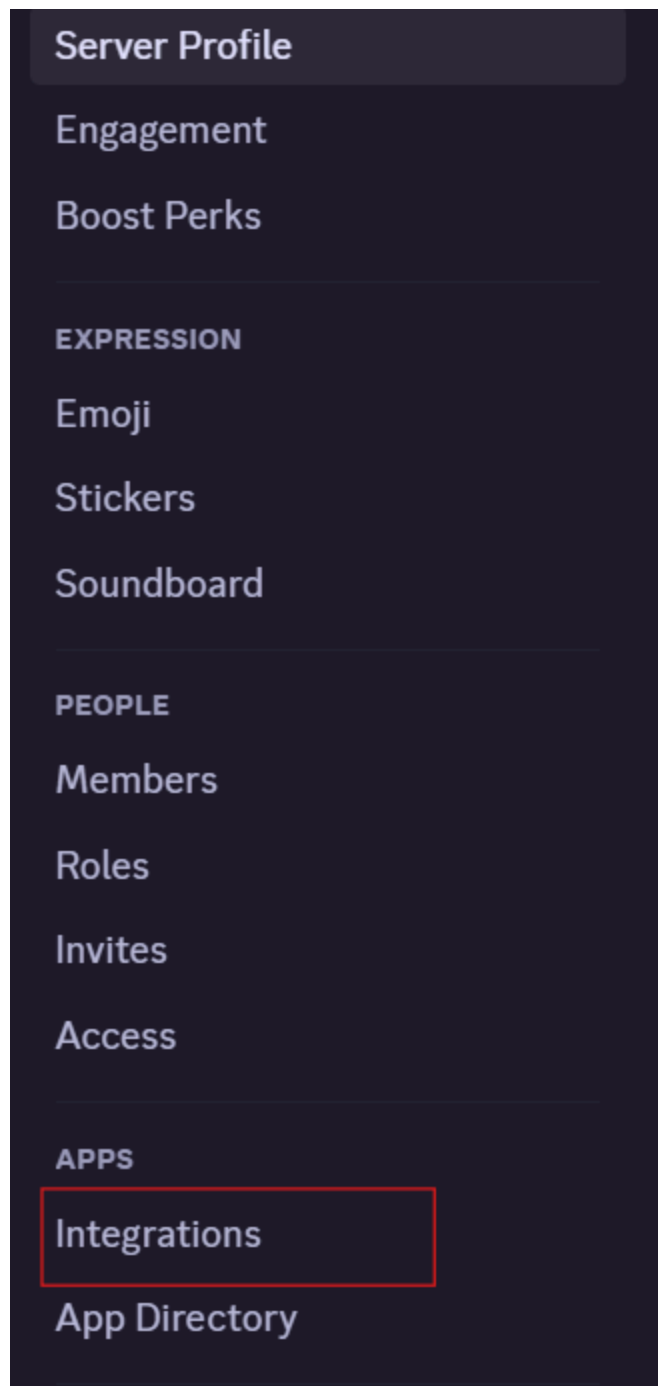 Server Profile
Engagement
Boost Perks
EXPRESSION
Emoji
Stickers
Soundboard
PEOPLE
Members
Roles
Invites
Access
APPS
Integrations
App Directory